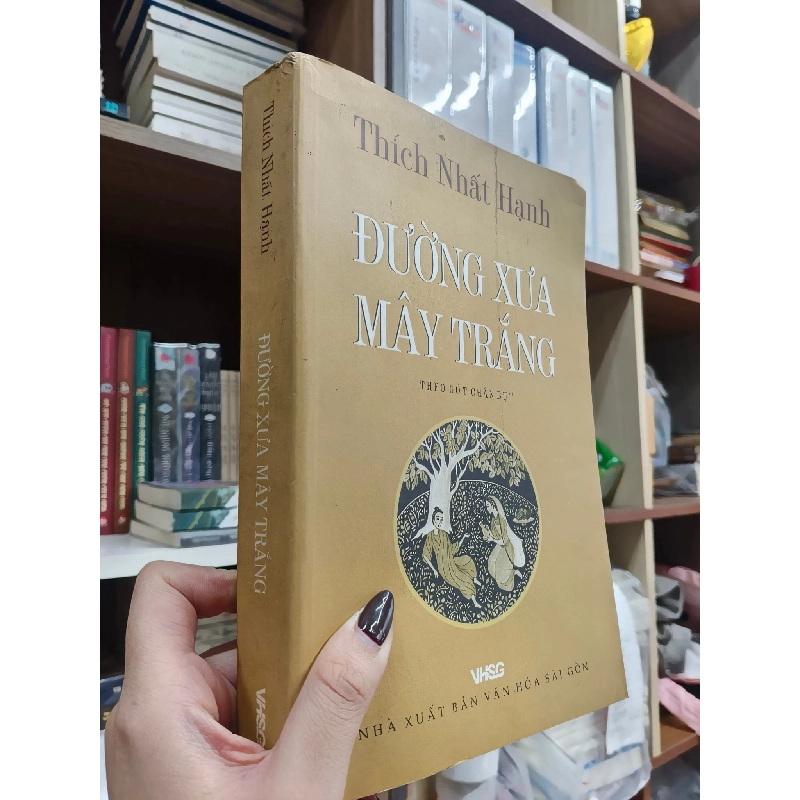 Thích Nhất Hạnh
ĐƯỜNG XƯA
MÂY TRẮNG
THEO GÓT CHÂN BỤT
VHSG
NHÀ XUẤT BẢN VĂN HÓA SÀI GÒN
Thích Nhất Hạnh
ĐƯỜNG XƯA MÂY TRẮNG
VHSG